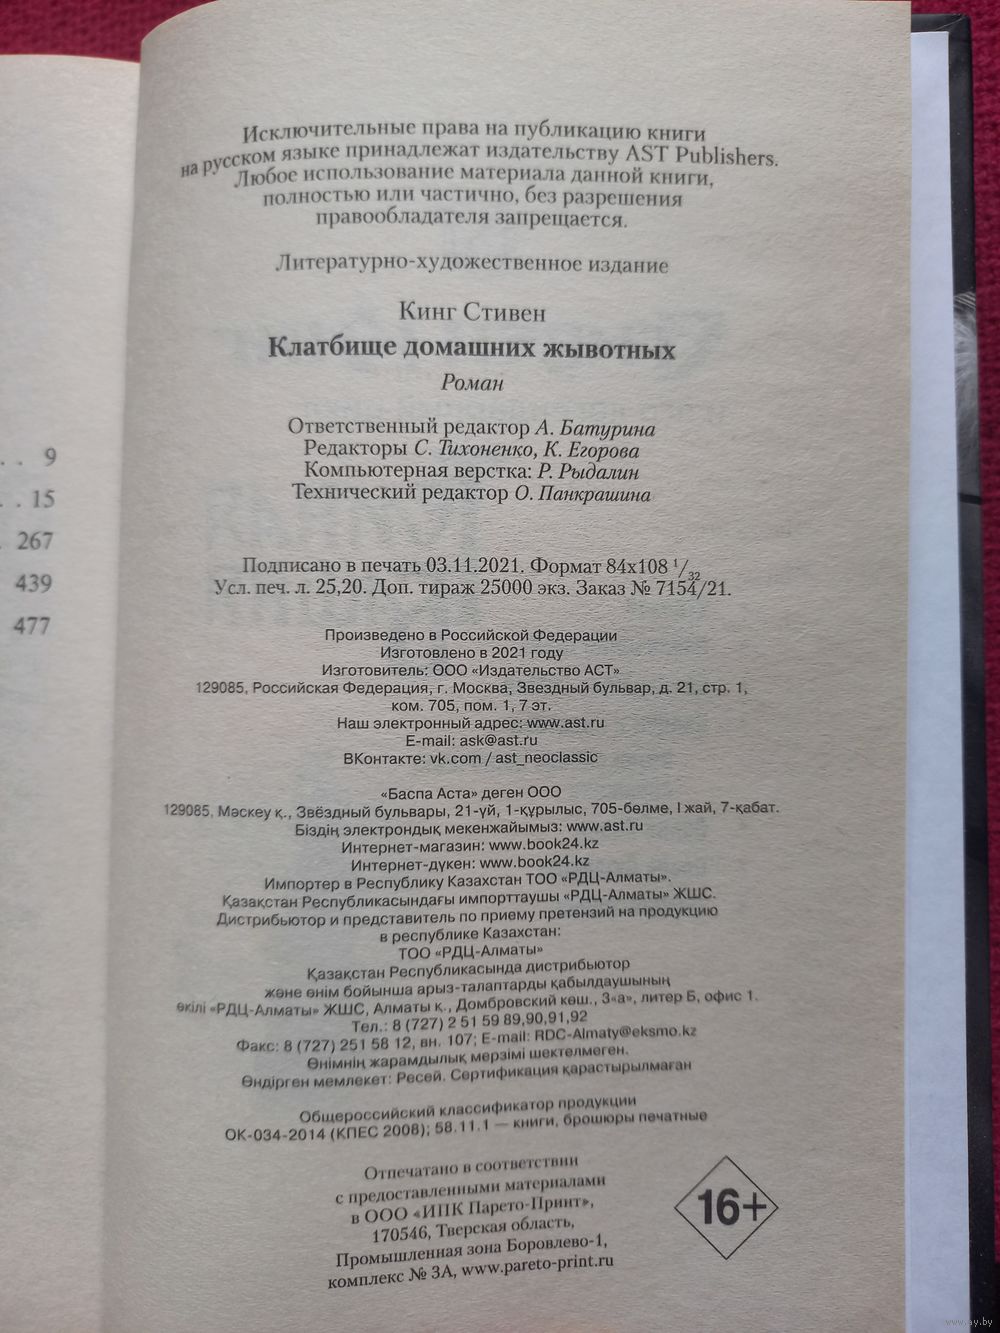 . . 9
. . 15
. 267
439
477
Исключительные права на публикацию книги
на русском языке принадлежат издательству AST Publishers.
Любое использование материала данной книги,
полностью или частично, без разрешения
правообладателя запрещается.
Литературно-художественное издание
Кинг Стивен
Клатбище домашних жывотных
Роман
Ответственный редактор А. Батурина
Редакторы С. Тихоненко, К. Егорова
Компьютерная верстка: Р. Рыдалин
Технический редактор О. Панкрашина
Подписано в печать 03.11.2021. Формат 84x108 1/32
Усл. печ. л. 25,20. Доп. тираж 25000 экз. Заказ № 7154/21.
Произведено в Российской Федерации
Изготовлено в 2021 году
Изготовитель: ООО «Издательство АСТ»
129085, Российская Федерация, г. Москва, Звездный бульвар, д. 21, стр. 1,
ком. 705, пом. 1, 7 эт.
Наш электронный адрес: www.ast.ru
E-mail: ask@ast.ru
ВКонтакте: vk.com / ast_neoclassic
«Баспа Аста» деген ООО
129085, Мәскеу қ., Звёздный бульвары, 21-үй, 1-құрылыс, 705-бөлме, I жай, 7-қабат.
Біздің электрондық мекенжайымыз: www.ast.ru
Интернет-магазин: www.book24.kz
Интернет-дүкен: www.book24.kz
Импортер в Республику Казахстан ТОО «РДЦ-Алматы».
Қазақстан Республикасындағы импорттаушы «РДЦ-Алматы» ЖШС.
Дистрибьютор и представитель по приему претензий на продукцию
в республике Казахстан:
ТОО «РДЦ-Алматы»
Қазақстан Республикасында дистрибьютор
және өнім бойынша арыз-талаптарды қабылдаушының
өкілі «РДЦ-Алматы» ЖШС, Алматы қ., Домбровский көш., 3«а», литер Б, офис 1.
Тел.: 8 (727) 2 51 59 89,90,91,92
Факс: 8 (727) 251 58 12, вн. 107; E-mail: RDC-Almaty@eksmo.kz
Өнімнің жарамдылық мерзімі шектелмеген.
Өндірген мемлекет: Ресей. Сертификация қарастырылмаған
Общероссийский классификатор продукции
ОК-034-2014 (КПЕС 2008); 58.11.1 — книги, брошюры печатные
Отпечатано в соответствии
с предоставленными материалами
в ООО «ИПК Парето-Принт»,
170546, Тверская область,
Промышленная зона Боровлево-1,
комплекс № 3А, www.pareto-print.ru
16+
www.ay.by